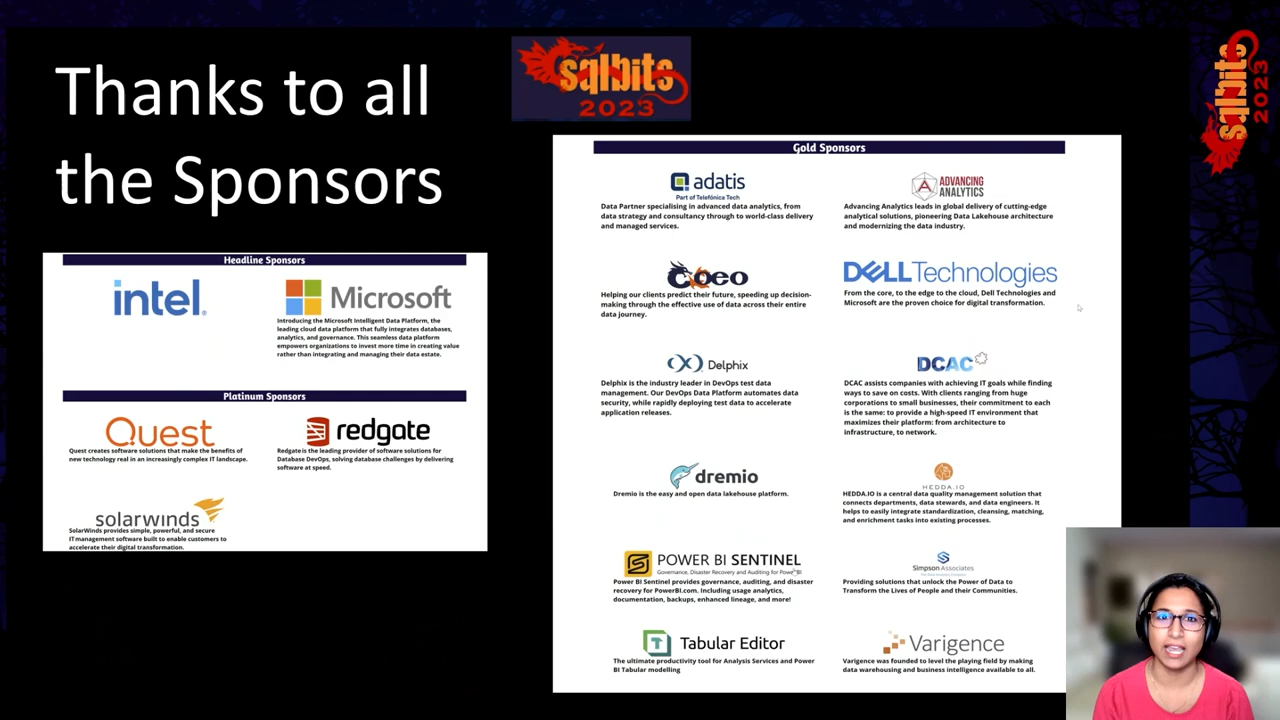 Thanks to all
the Sponsors
sqlbits
2023
sqlbits
2023
Headline Sponsors
intel
Microsoft
Introducing the Microsoft Intelligent Data Platform, the
leading cloud data platform that fully integrates databases,
analytics, and governance. This seamless data platform
empowers organizations to invest more time in creating value
rather than integrating and managing their data estate.
Platinum Sponsors
Quest
Quest creates software solutions that make the benefits of
new technology real in an increasingly complex IT landscape.
redgate
Redgate is the leading provider of software solutions for
Database DevOps, solving database challenges by delivering
software at speed.
solarwinds
SolarWinds provides simple, powerful, and secure
IT management software built to enable customers to
accelerate their digital transformation.
Gold Sponsors
adatis
Part of Telefónica Tech
Data Partner specialising in advanced data analytics, from
data strategy and consultancy through to world-class delivery
and managed services.
ADVANCING
ANALYTICS
Advancing Analytics leads in global delivery of cutting-edge
analytical solutions, pioneering Data Lakehouse architecture
and modernizing the data industry.
Coeo
Helping our clients predict their future, speeding up decision-
making through the effective use of data across their entire
data journey.
DELL Technologies
From the core, to the edge to the cloud, Dell Technologies and
Microsoft are the proven choice for digital transformation.
Delphix
Delphix is the industry leader in DevOps test data
management. Our DevOps Data Platform automates data
security, while rapidly deploying test data to accelerate
application releases.
DCAC
DCAC assists companies with achieving IT goals while finding
ways to save on costs. With clients ranging from huge
corporations to small businesses, their commitment to each
is the same: to provide a high-speed IT environment that
maximizes their platform: from architecture to
infrastructure, to network.
dremio
Dremio is the easy and open data lakehouse platform.
HEDDA.IO
HEDDA.IO is a central data quality management solution that
connects departments, data stewards, and data engineers. It
helps to easily integrate standardization, cleansing, matching,
and enrichment tasks into existing processes.
POWER BI SENTINEL
Governance, Disaster Recovery and Auditing for Power BI
Power BI Sentinel provides governance, auditing, and disaster
recovery for PowerBI.com. Including usage analytics,
documentation, backups, enhanced lineage, and more!
Simpson Associates
Providing solutions that unlock the Power of Data to
Transform the Lives of People and their Communities.
Tabular Editor
The ultimate productivity tool for Analysis Services and Power
BI Tabular modelling
Varigence
Varigence was founded to level the playing field by making
data warehousing and business intelligence available to all.